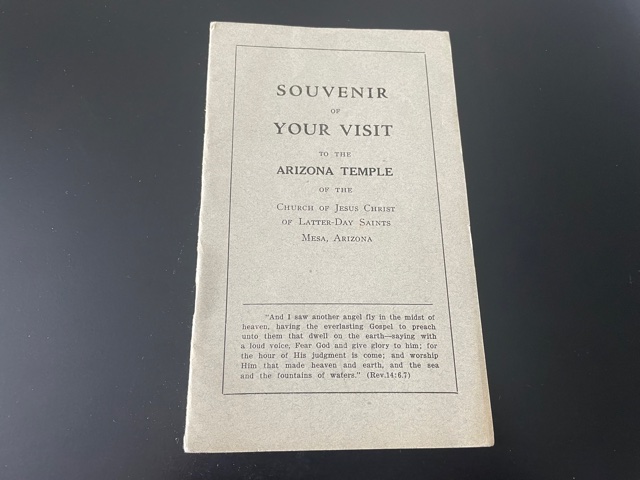 SOUVENIR
OF
YOUR VISIT
TO THE
ARIZONA TEMPLE
OF THE
CHURCH OF JESUS CHRIST
OF LATTER-DAY SAINTS
MESA, ARIZONA
"And I saw another angel fly in the midst of
heaven, having the everlasting Gospel to preach
unto them that dwell on the earth—saying with
a loud voice, Fear God and give glory to him; for
the hour of His judgment is come; and worship
Him that made heaven and earth, and the sea
and the fountains of waters." (Rev.14:6.7)